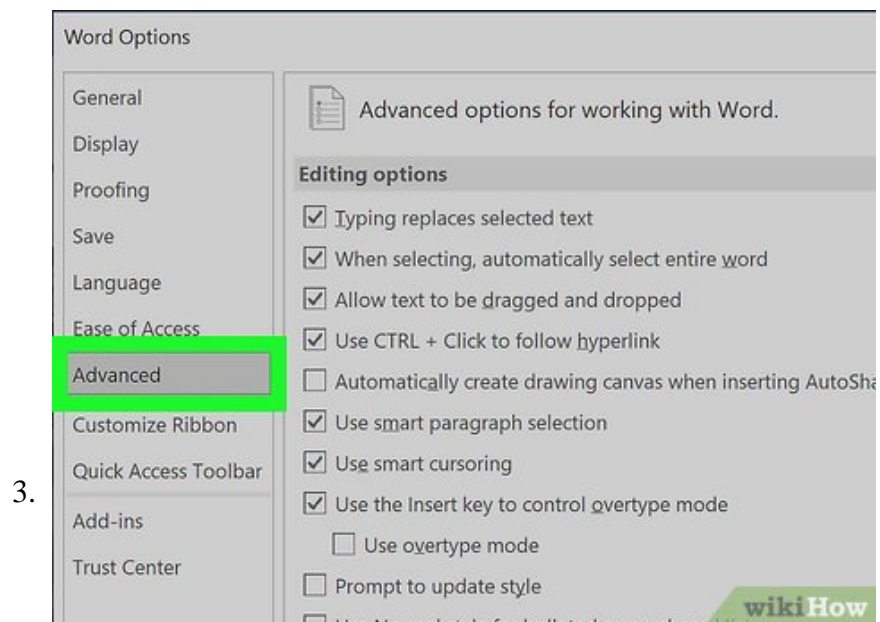 Word Options
General
Display
Proofing
Save
Language
Ease of Access
Advanced
Customize Ribbon
Quick Access Toolbar
3.
Add-ins
Trust Center
Advanced options for working with Word.
Editing options
Typing replaces selected text
When selecting, automatically select entire word
Allow text to be dragged and dropped
Use CTRL + Click to follow hyperlink
Automatically create drawing canvas when inserting AutoSha
Use smart paragraph selection
Use smart cursoring
Use the Insert key to control overtype mode
Use overtype mode
Prompt to update style
wikiHow